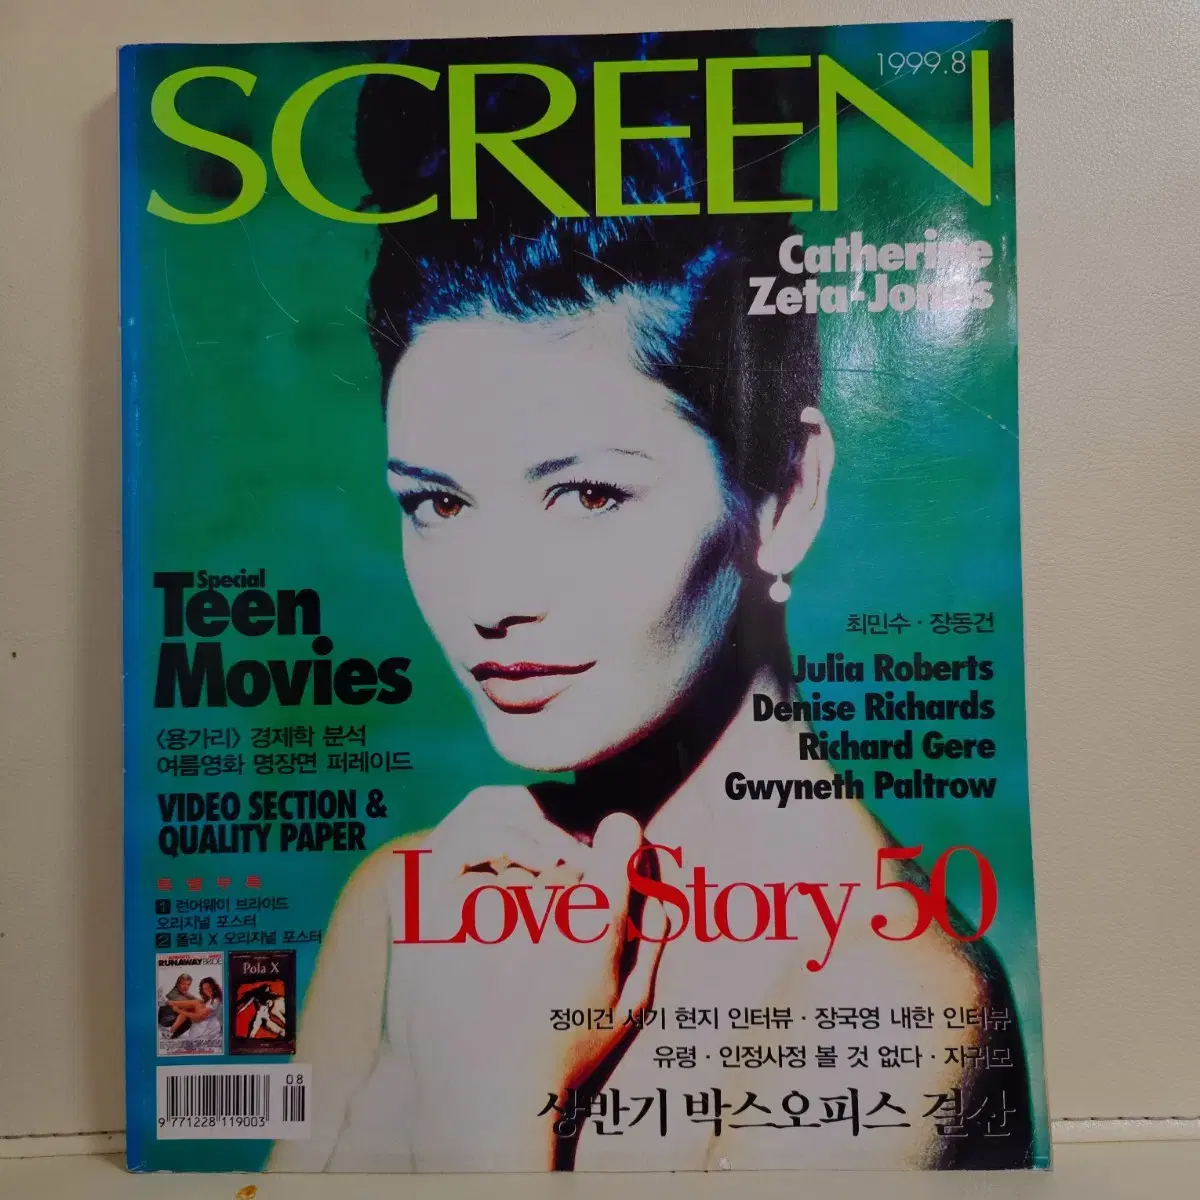 SCREEN
1999.8
Catherine
Zeta-Jones
Special
Teen
Movies
〈용가리〉 경제학 분석
여름영화 명장면 퍼레이드
VIDEO SECTION &
QUALITY PAPER
특별부록
1 런어웨이 브라이드
오리지널 포스터
2 폴라 X 오리지널 포스터
RUNAWAY BRIDE
Pola X
최민수 · 장동건
Julia Roberts
Denise Richards
Richard Gere
Gwyneth Paltrow
Love Story 50
정이건 서기 현지 인터뷰 · 장국영 내한 인터뷰
유령 · 인정사정 볼 것 없다 · 자귀모
상반기 박스오피스 결산
08
9 771228 119003